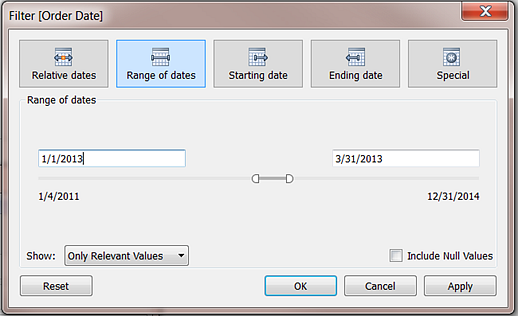 Filter [Order Date]
Relative dates
Range of dates
Starting date
Ending date
Special
Range of dates
1/1/2013
3/31/2013
1/4/2011
12/31/2014
Show:
Only Relevant Values
Include Null Values
Reset
OK
Cancel
Apply